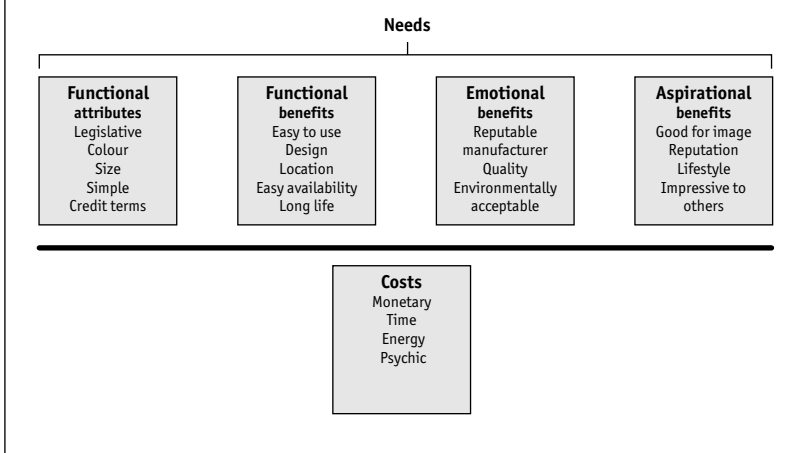 Needs
Functional
attributes
Legislative
Colour
Size
Simple
Credit terms
Functional
benefits
Easy to use
Design
Location
Easy availability
Long life
Emotional
benefits
Reputable
manufacturer
Quality
Environmentally
acceptable
Aspirational
benefits
Good for image
Reputation
Lifestyle
Impressive to
others
Costs
Monetary
Time
Energy
Psychic